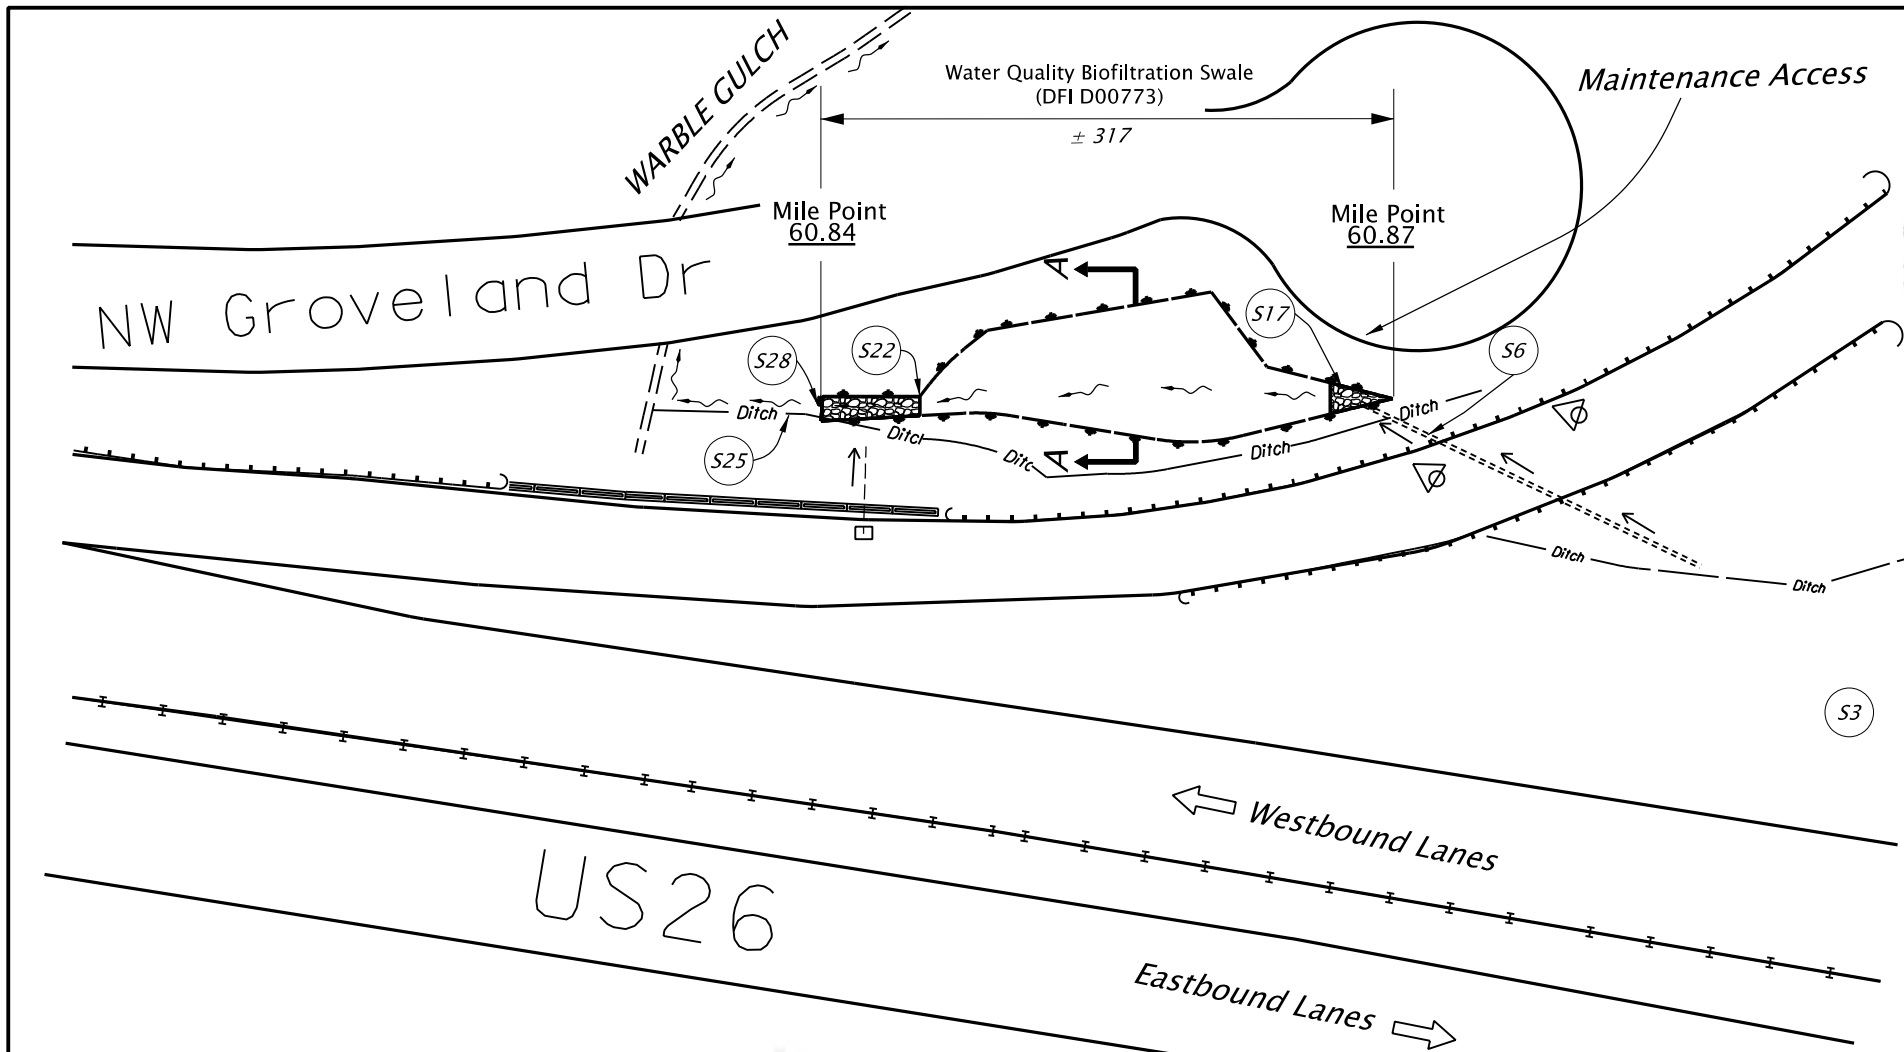 WARBLE GULCH
Water Quality Biofiltration Swale
(DFI D00773)
± 317
Maintenance Access
Mile Point
60.84
Mile Point
60.87
NW Groveland Dr
A
S17
S28
S22
S6
Ditch
Ditch
Ditch
Ditch
Ditch
S25
A
Ditch
Ditch
S3
Westbound Lanes
US26
Eastbound Lanes